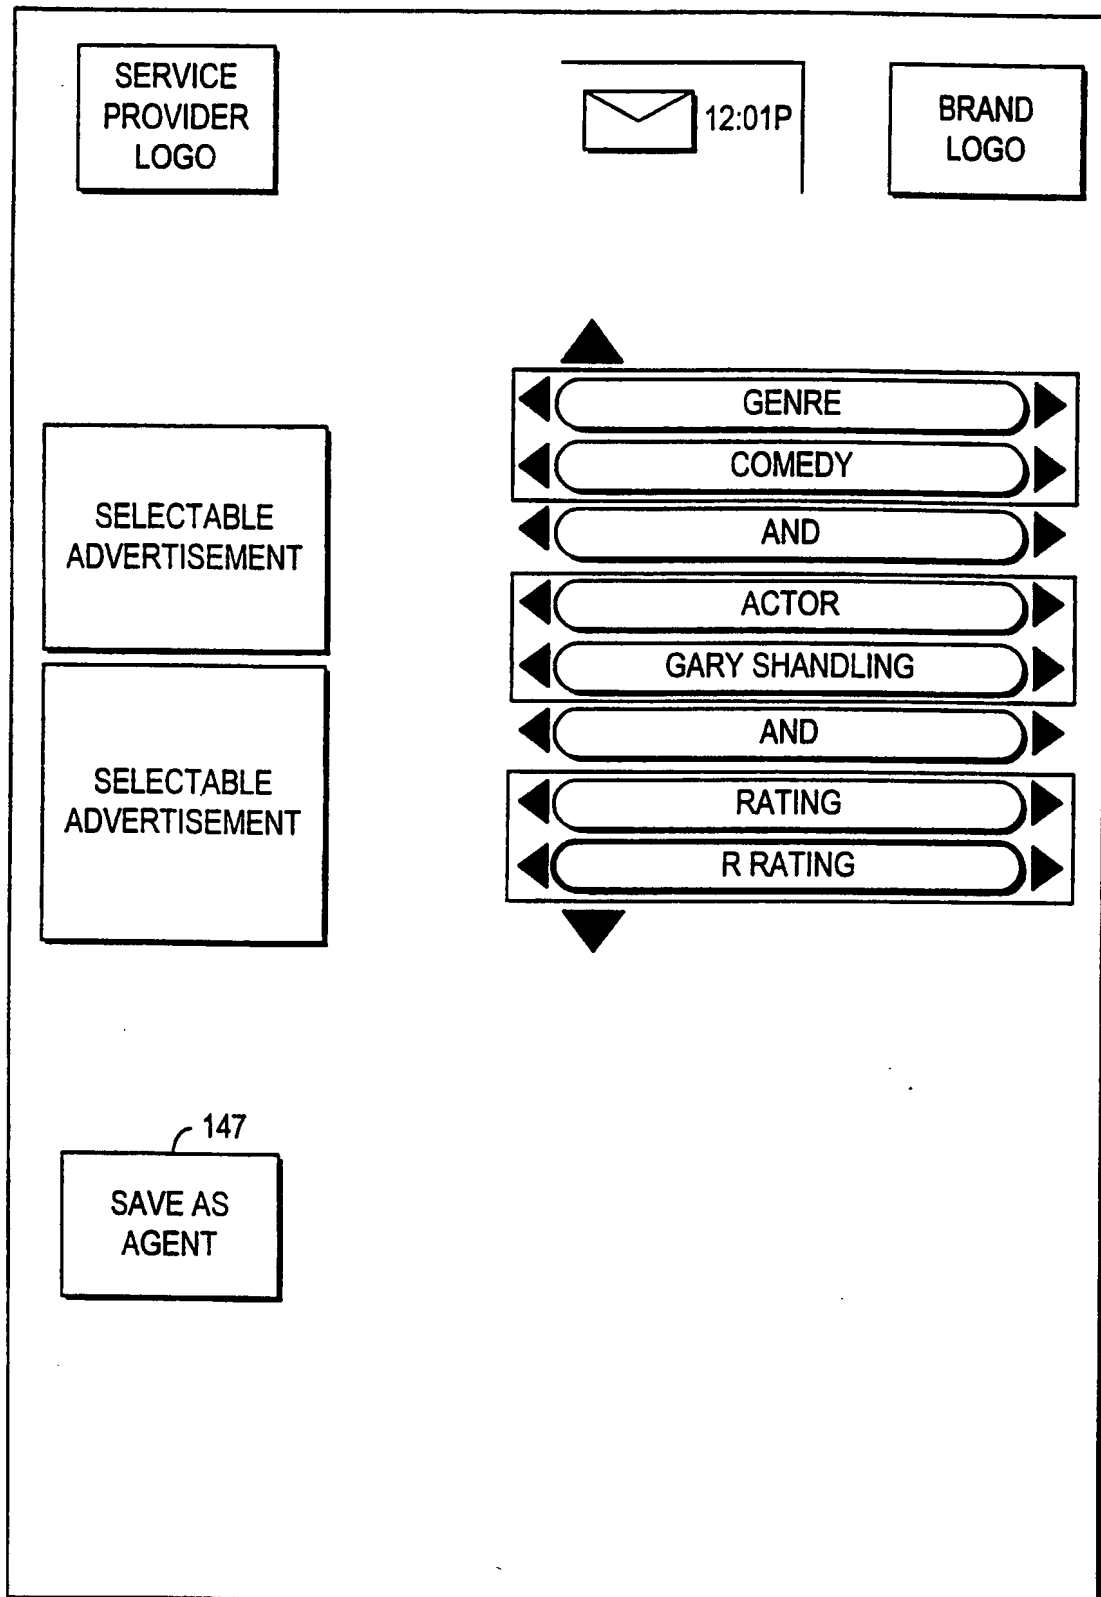 SERVICE
PROVIDER
LOGO
12:01P
BRAND
LOGO
GENRE
COMEDY
AND
ACTOR
GARY SHANDLING
AND
RATING
R RATING
SELECTABLE
ADVERTISEMENT
SELECTABLE
ADVERTISEMENT
147
SAVE AS
AGENT